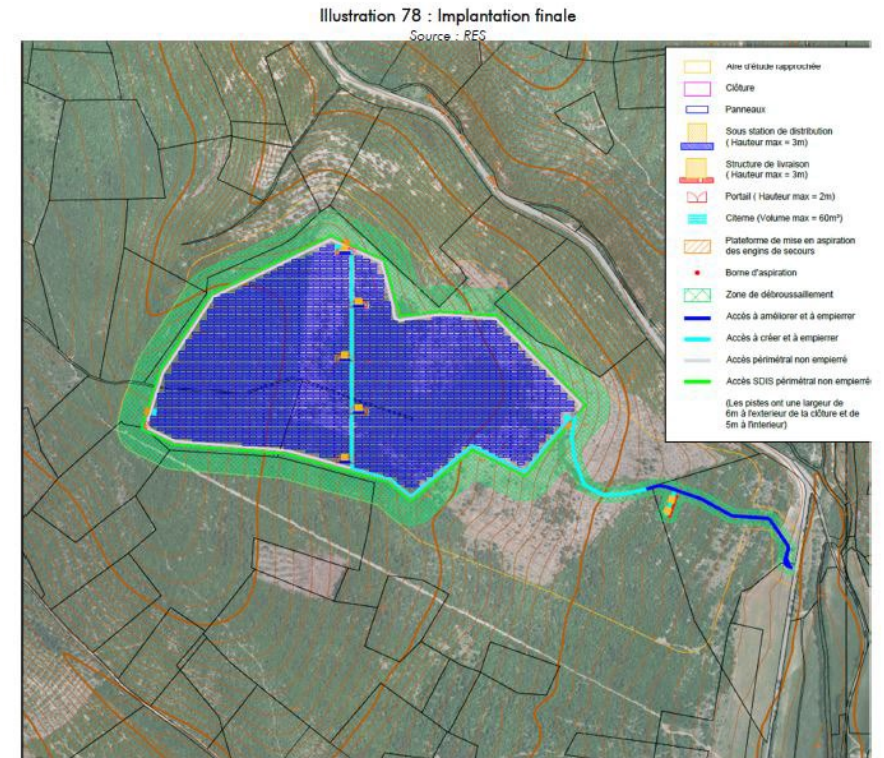 Illustration 78 : Implantation finale
Source : RES
Aire d'étude rapprochée
Clôture
Panneaux
Sous station de distribution
( Hauteur max = 3m)
Structure de livraison
( Hauteur max = 3m)
Portail ( Hauteur max = 2m)
Citerne (Volume max = 60m³)
Plateforme de mise en aspiration
des engins de secours
Borne d'aspiration
Zone de débroussaillement
Accès à améliorer et à empierrer
Accès à créer et à empierrer
Accès périmétral non empierré
Accès SDIS périmétral non empierré
(Les pistes ont une largeur de
6m à l'exterieur de la clôture et de
5m à l'interieur)